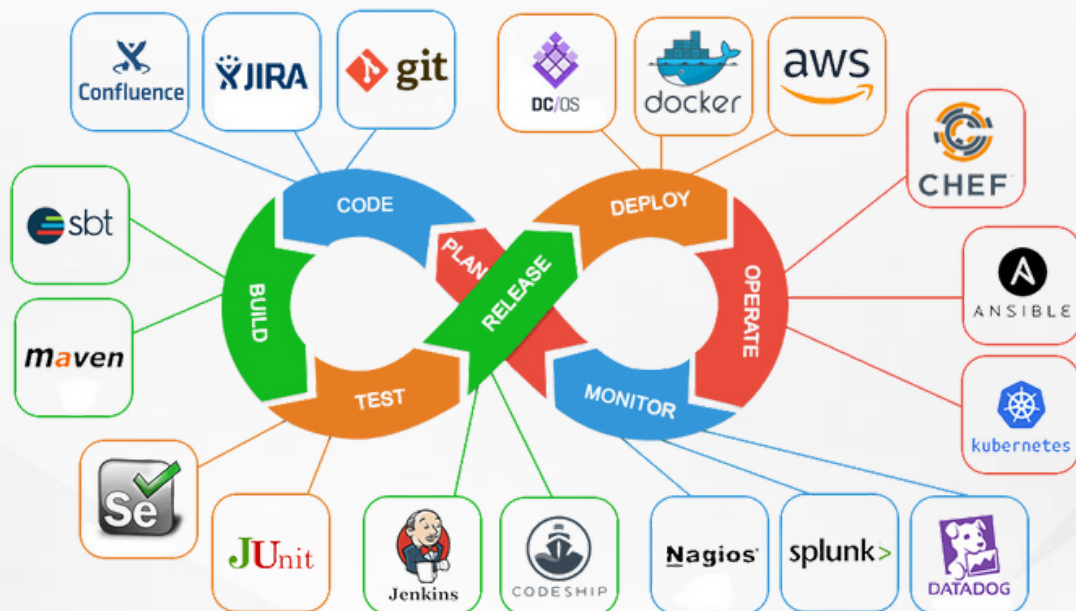 Confluence
JIRA
git
DC/OS
docker
aws
CHEF
sbt
CODE
DEPLOY
PLAN
RELEASE
BUILD
OPERATE
ANSIBLE
maven
TEST
MONITOR
kubernetes
Se
JUnit
Jenkins
CODESHIP
Nagios®
splunk>
DATADOG